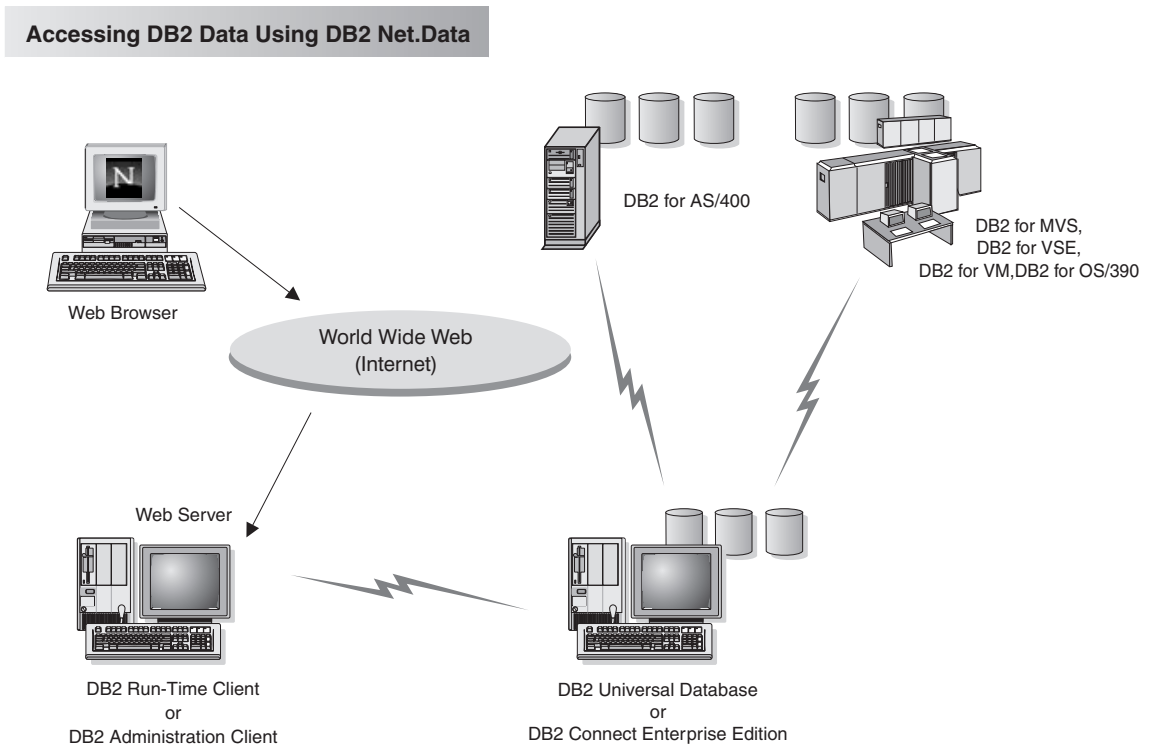 Accessing DB2 Data Using DB2 Net.Data
N
Web Browser
World Wide Web
(Internet)
DB2 for AS/400
DB2 for MVS,
DB2 for VSE,
DB2 for VM,DB2 for OS/390
Web Server
DB2 Run-Time Client
or
DB2 Administration Client
DB2 Universal Database
or
DB2 Connect Enterprise Edition